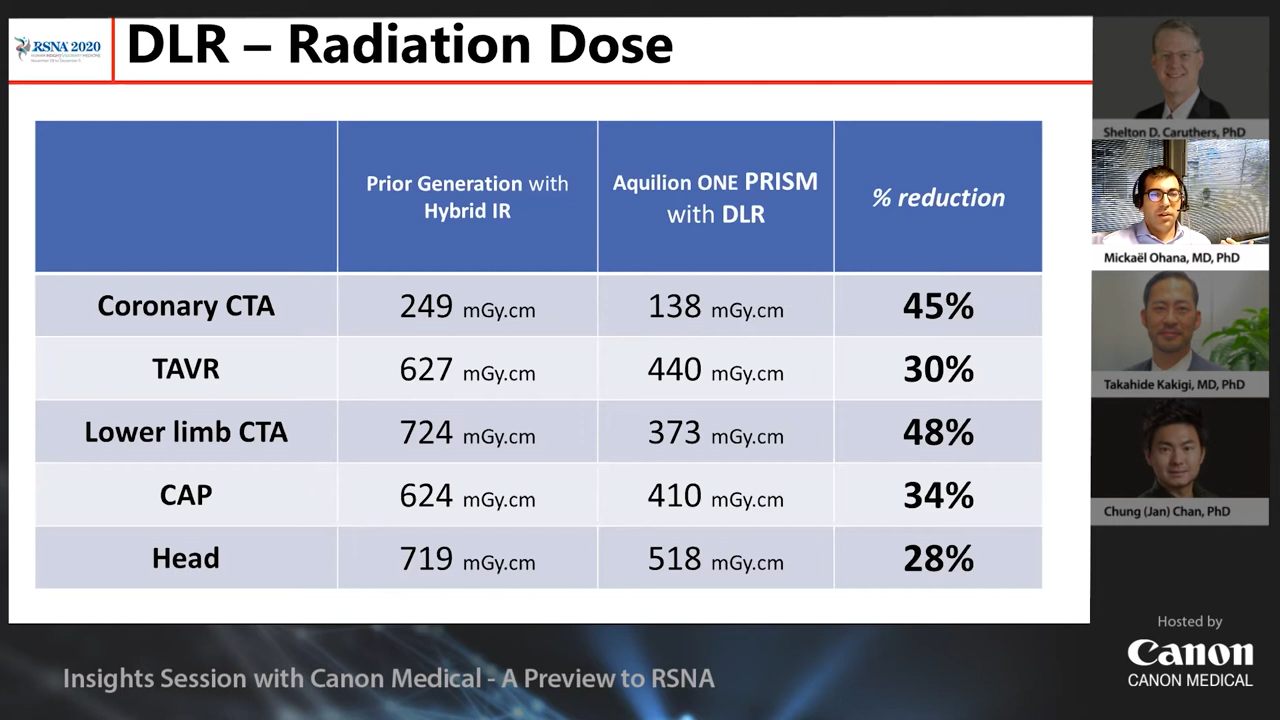 RSNA 2020
DLR – Radiation Dose
Prior Generation with
Hybrid IR
Aquilion ONE PRISM
with DLR
% reduction
Coronary CTA 249 mGy.cm 138 mGy.cm 45%
TAVR 627 mGy.cm 440 mGy.cm 30%
Lower limb CTA 724 mGy.cm 373 mGy.cm 48%
CAP 624 mGy.cm 410 mGy.cm 34%
Head 719 mGy.cm 518 mGy.cm 28%
Shelton D. Caruthers, PhD
Mickaël Ohana, MD, PhD
Takahide Kakigi, MD, PhD
Chung (Jan) Chan, PhD
Hosted by
Canon
CANON MEDICAL
Insights Session with Canon Medical - A Preview to RSNA